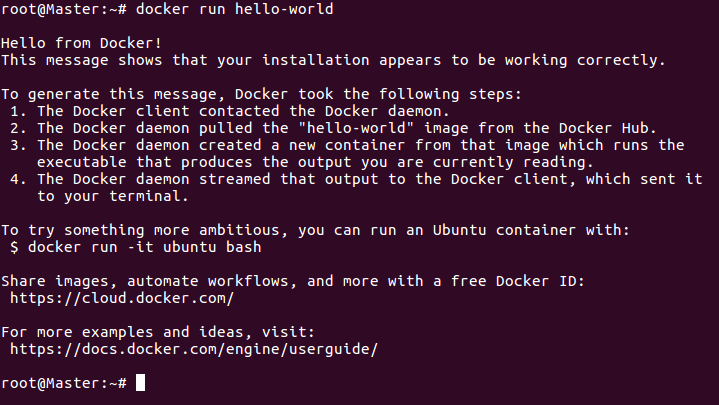 root@Master:~# docker run hello-world
Hello from Docker!
This message shows that your installation appears to be working correctly.
To generate this message, Docker took the following steps:
1. The Docker client contacted the Docker daemon.
2. The Docker daemon pulled the "hello-world" image from the Docker Hub.
3. The Docker daemon created a new container from that image which runs the
executable that produces the output you are currently reading.
4. The Docker daemon streamed that output to the Docker client, which sent it
to your terminal.
To try something more ambitious, you can run an Ubuntu container with:
$ docker run -it ubuntu bash
Share images, automate workflows, and more with a free Docker ID:
https://cloud.docker.com/
For more examples and ideas, visit:
https://docs.docker.com/engine/userguide/
root@Master:~#